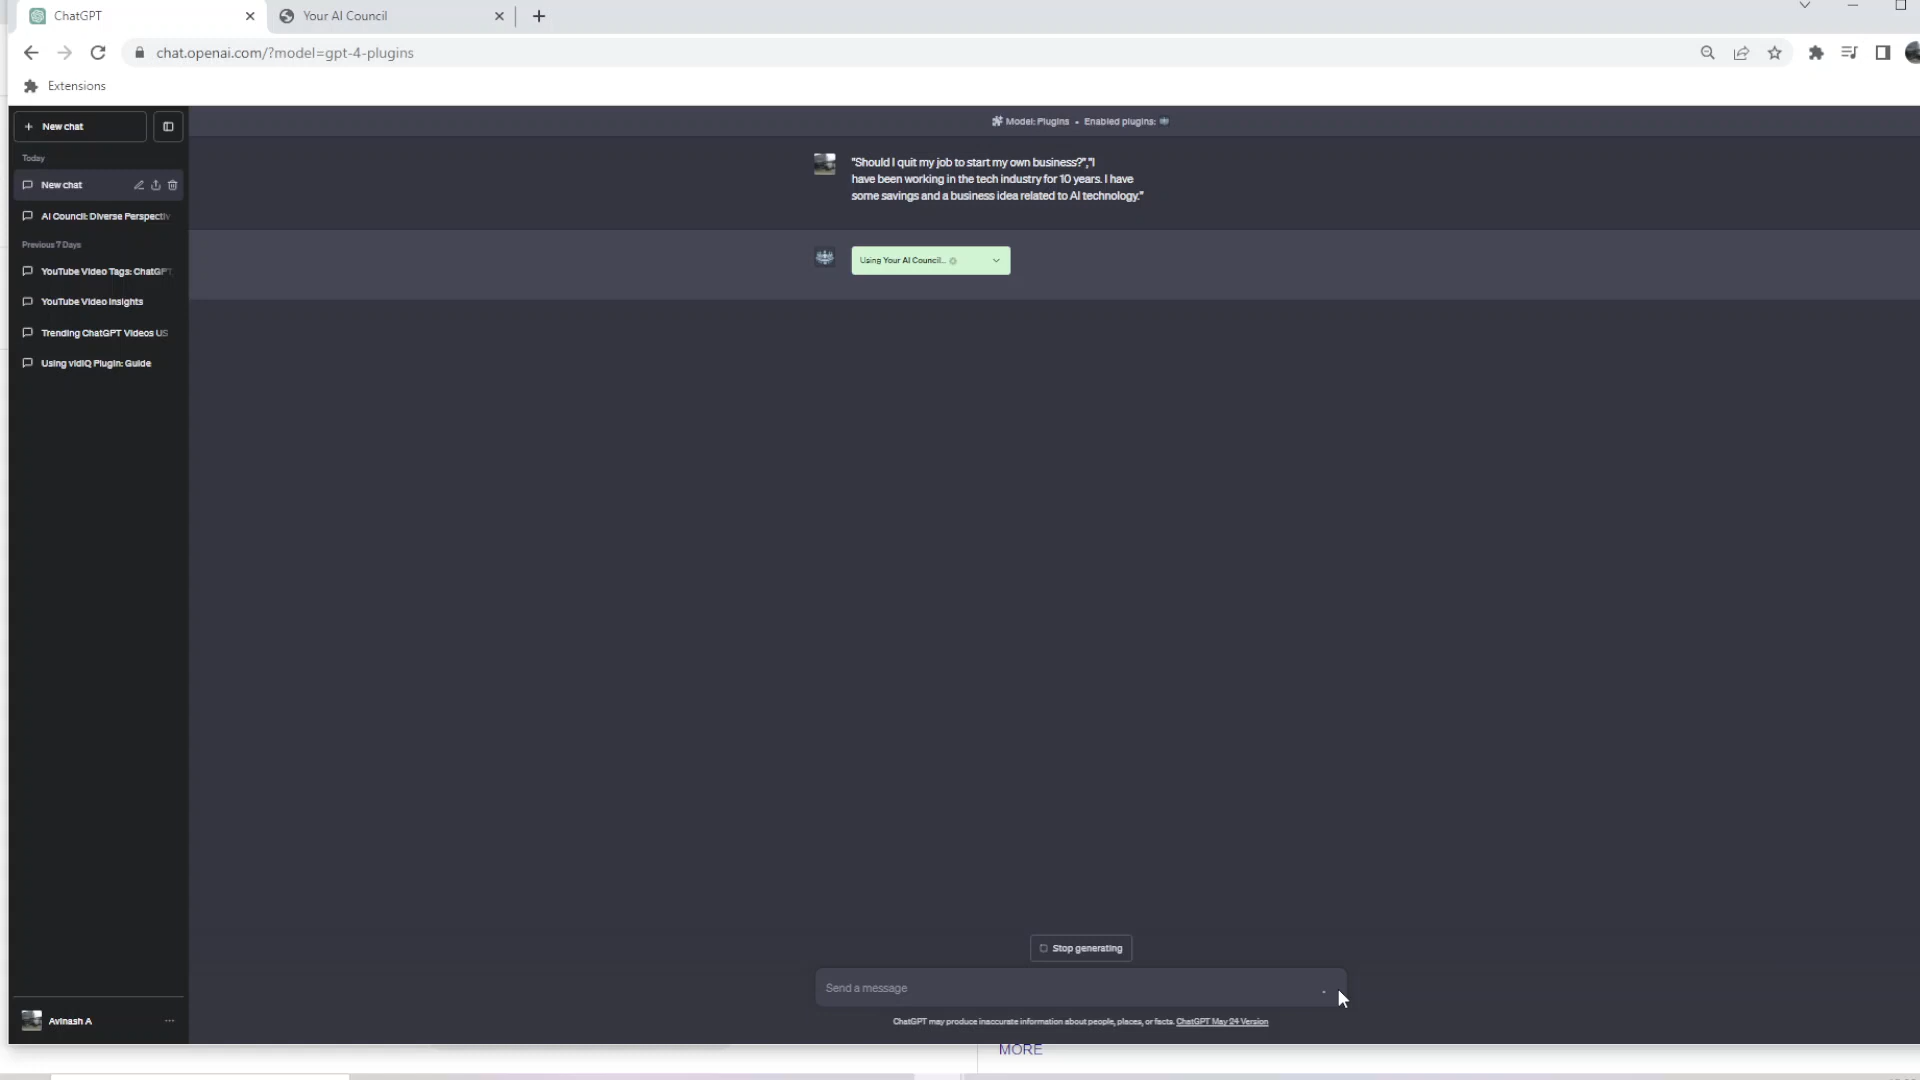 ChatGPT
Your AI Council
chat.openai.com/?model=gpt-4-plugins
Extensions
New chat
Model: Plugins • Enabled plugins:
Today
New chat
AI Council: Diverse Perspectiv
Previous 7 Days
YouTube Video Tags: ChatGPT
YouTube Video Insights
Trending ChatGPT Videos US
Using vidIQ Plugin: Guide
"Should I quit my job to start my own business?","I
have been working in the tech industry for 10 years. I have
some savings and a business idea related to AI technology."
Using Your AI Council...
Stop generating
Send a message
ChatGPT may produce inaccurate information about people, places, or facts. ChatGPT May 24 Version
Avinash A
MORE